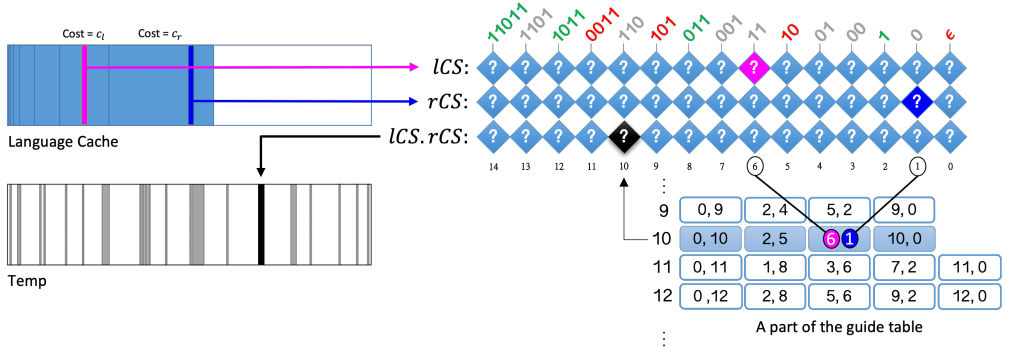 Cost = cₗ Cost = cᵣ
11011 1101 1011 0011 110 101 011 001 11 10 01 00 1 0 ϵ
lCS: ? ? ? ? ? ? ? ? ? ? ? ? ? ? ?
rCS: ? ? ? ? ? ? ? ? ? ? ? ? ? ? ?
lCS.rCS: ? ? ? ? ? ? ? ? ? ? ? ? ? ? ?
Language Cache
14 13 12 11 10 9 8 7 6 5 4 3 2 1 0
⋮
9 0, 9 2, 4 5, 2 9, 0
10 0, 10 2, 5 6 1 10, 0
11 0, 11 1, 8 3, 6 7, 2 11, 0
12 0 ,12 2, 8 5, 6 9, 2 12, 0
⋮
Temp
A part of the guide table